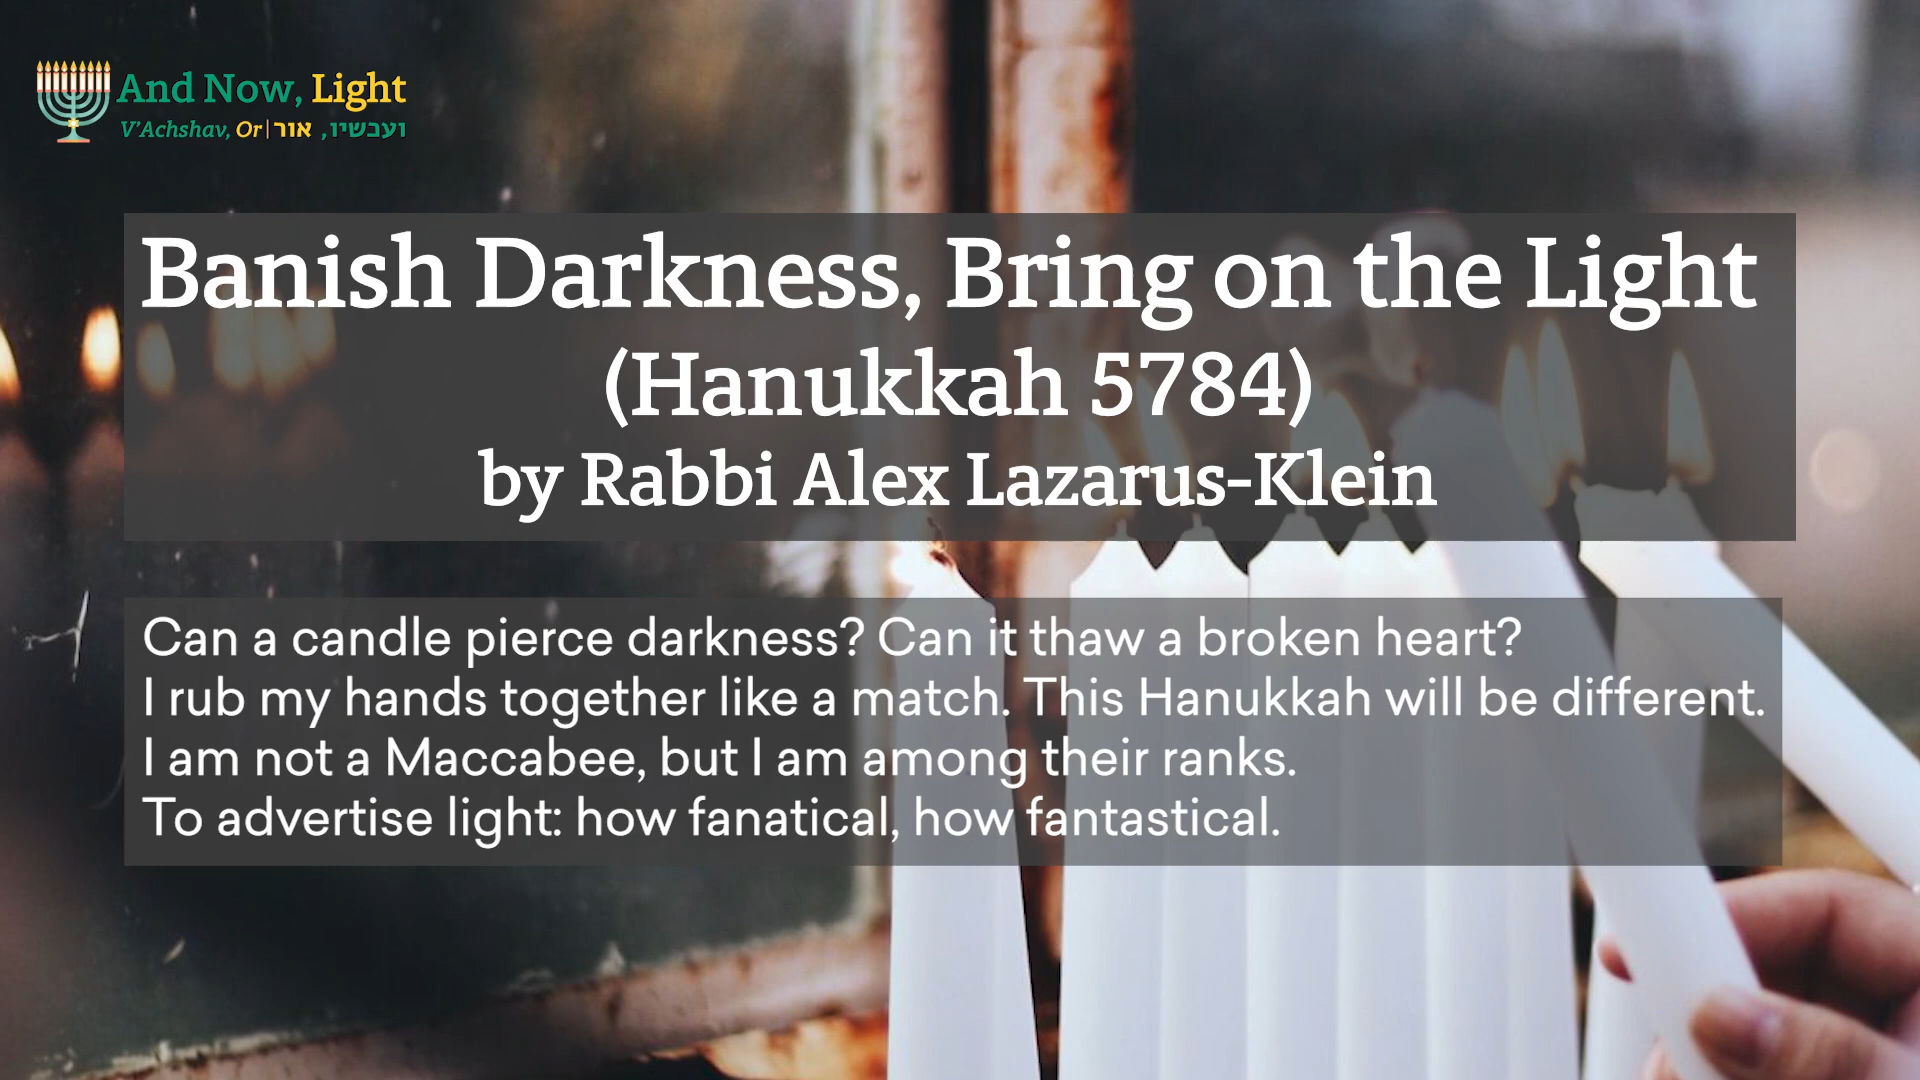 And Now, Light
V'Achshav, Or | ועכשיו, אור
Banish Darkness, Bring on the Light
(Hanukkah 5784)
by Rabbi Alex Lazarus-Klein
Can a candle pierce darkness? Can it thaw a broken heart?
I rub my hands together like a match. This Hanukkah will be different.
I am not a Maccabee, but I am among their ranks.
To advertise light: how fanatical, how fantastical.